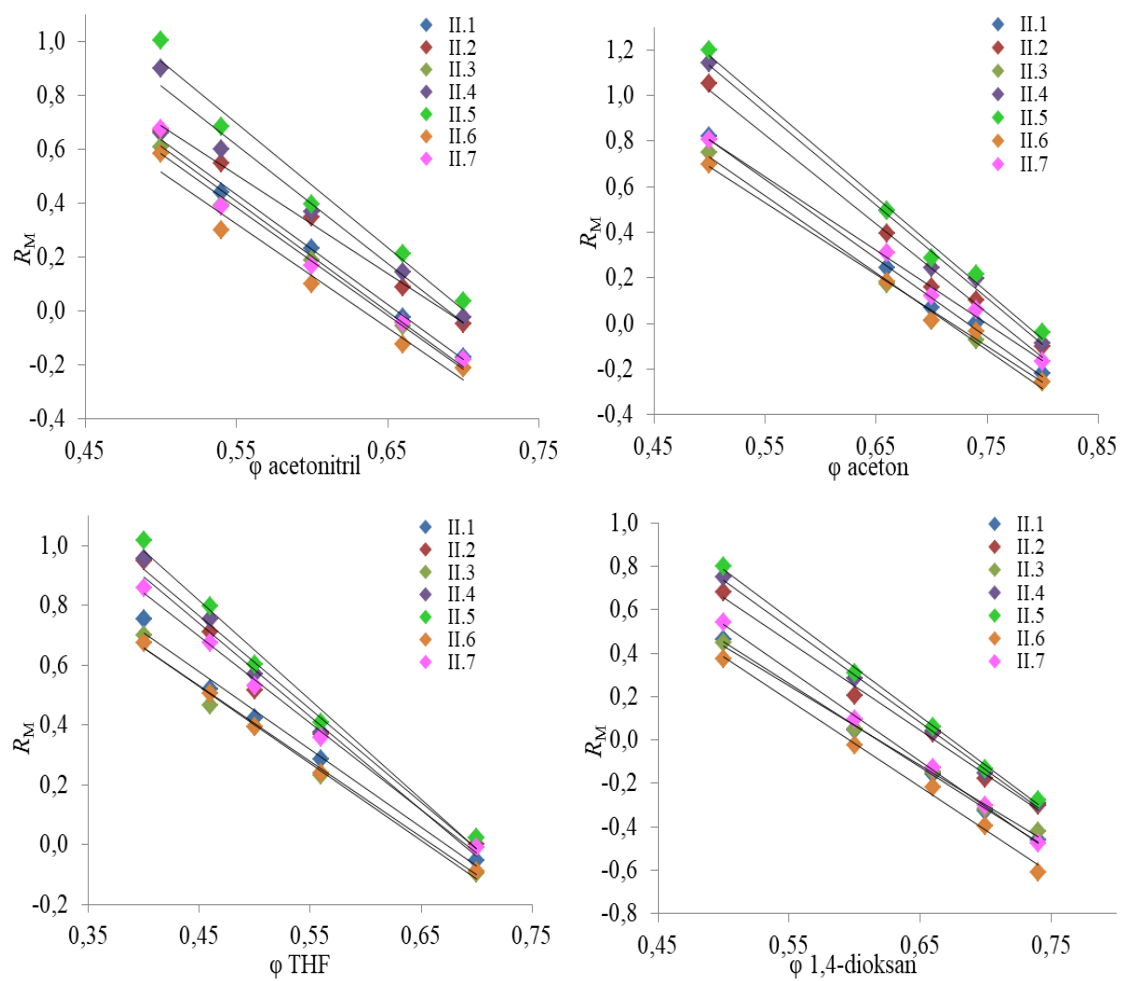 1,0
0,8
0,6
0,4
0,2
0,0
-0,2
-0,4
R_M
0,45
0,55
0,65
0,75
φ acetonitril
II.1
II.2
II.3
II.4
II.5
II.6
II.7
1,2
1,0
0,8
0,6
0,4
0,2
0,0
-0,2
-0,4
R_M
0,45
0,55
0,65
0,75
0,85
φ aceton
II.1
II.2
II.3
II.4
II.5
II.6
II.7
1,0
0,8
0,6
0,4
0,2
0,0
-0,2
R_M
0,35
0,45
0,55
0,65
0,75
φ THF
II.1
II.2
II.3
II.4
II.5
II.6
II.7
1,0
0,8
0,6
0,4
0,2
0,0
-0,2
-0,4
-0,6
-0,8
R_M
0,45
0,55
0,65
0,75
φ 1,4-dioksan
II.1
II.2
II.3
II.4
II.5
II.6
II.7